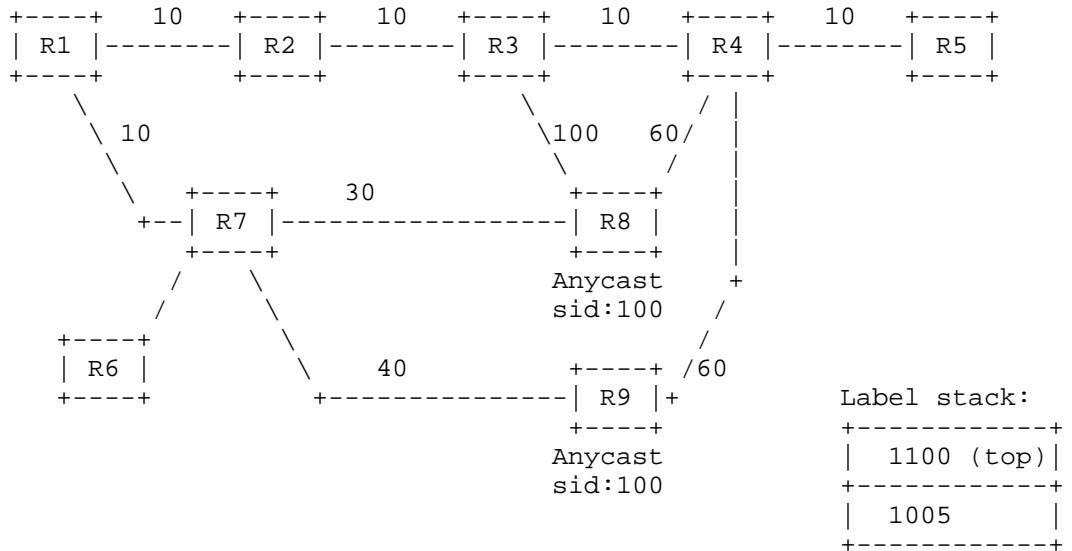 10 10 10 10
R1 R2 R3 R4 R5
10 100 60
30
R7 R8
Anycast
sid:100
R6 40 60
R9 Label stack:
Anycast 1100 (top)
sid:100
1005